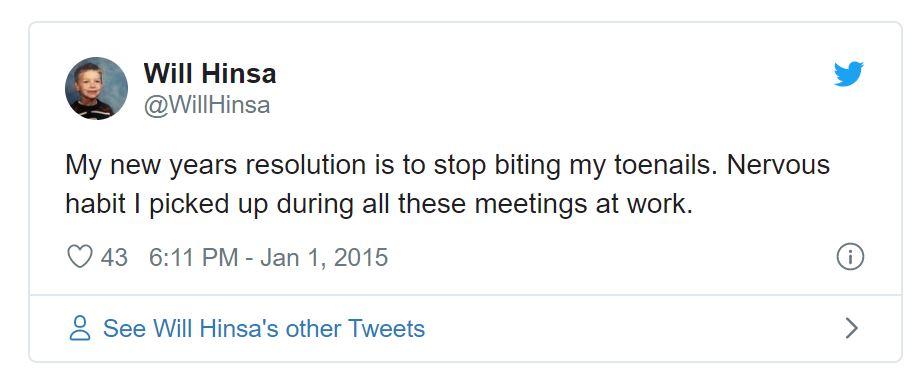 Will Hinsa
@WillHinsa
My new years resolution is to stop biting my toenails. Nervous
habit I picked up during all these meetings at work.
43 6:11 PM - Jan 1, 2015
See Will Hinsa's other Tweets